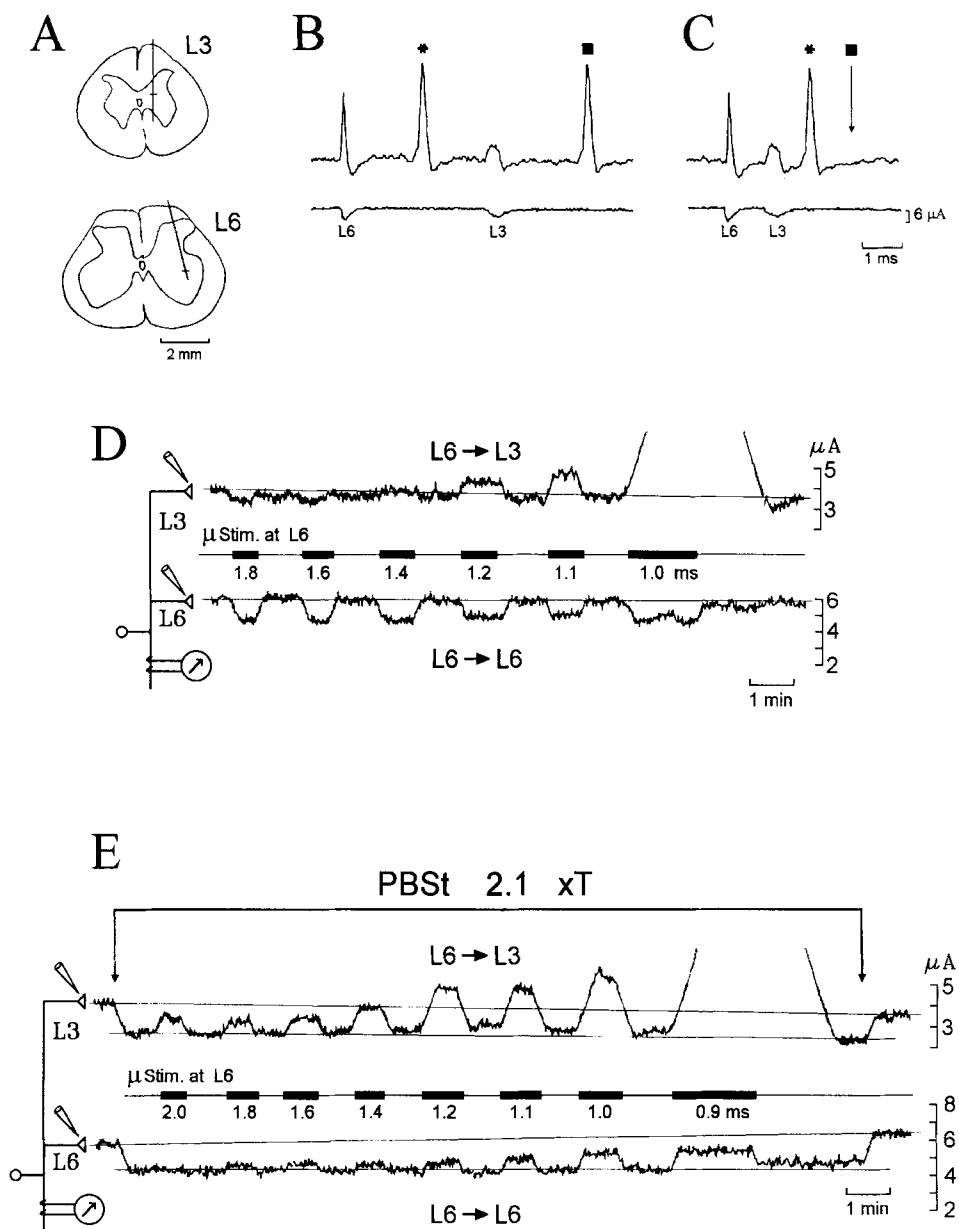 A
L3
L6
2 mm
B
*
■
L6
L3
C
*
■
L6
L3
6 μA
1 ms
D
L6 → L3
μA
5
3
L3
μStim. at L6
1.8 1.6 1.4 1.2 1.1 1.0 ms
L6
6
4
2
L6 → L6
1 min
E
PBSt 2.1 xT
L6 → L3
μA
5
3
L3
μStim. at L6
2.0 1.8 1.6 1.4 1.2 1.1 1.0 0.9 ms
L6
8
6
4
2
L6 → L6
1 min